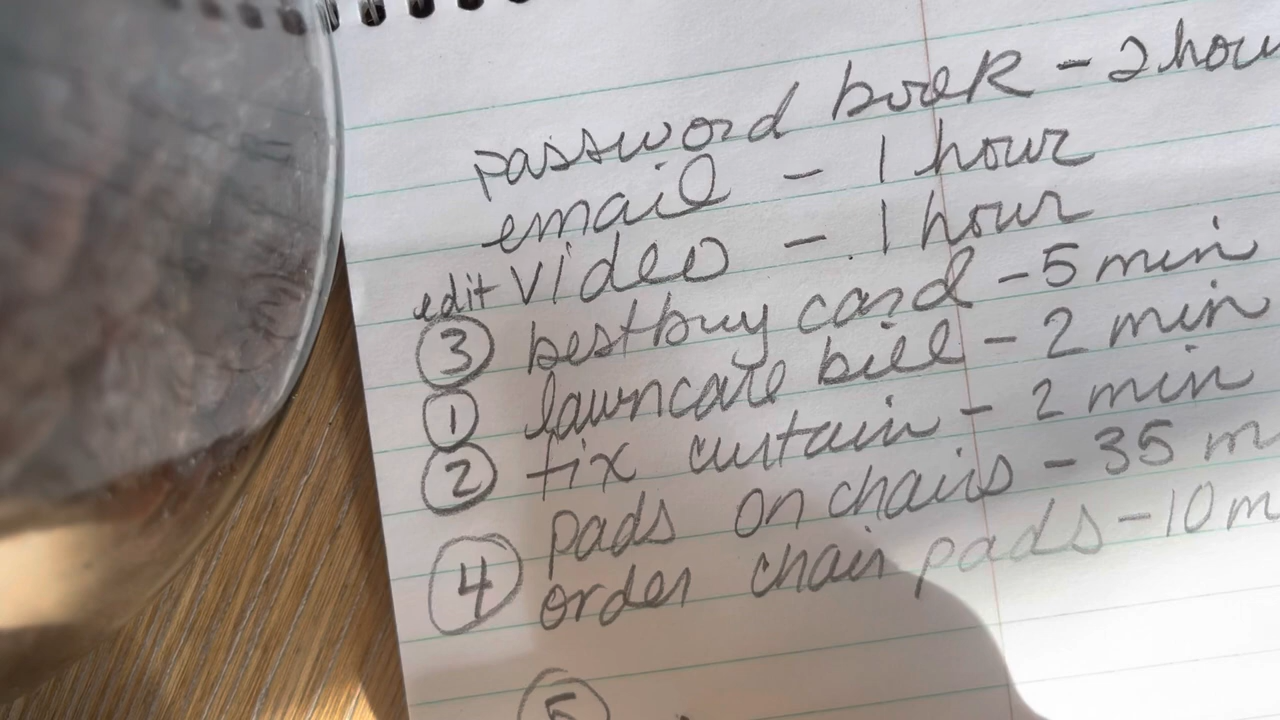 password book - 2 hou
email - 1 hour
edit video - 1 hour
③ bestbuy card - 5 min
① lawncare bill - 2 min
② fix curtain - 2 min
pads on chairs - 35 m
④ order chair pads - 10 m
⑤